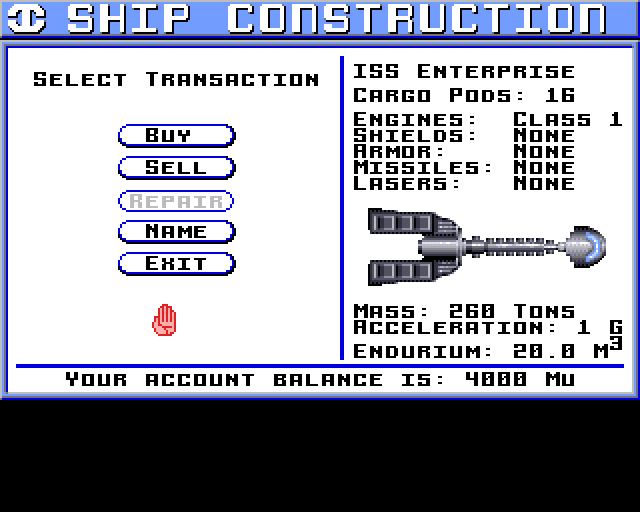 SHIP CONSTRUCTION
SELECT TRANSACTION
BUY
SELL
REPAIR
NAME
EXIT
ISS ENTERPRISE
CARGO PODS: 16
ENGINES: CLASS 1
SHIELDS: NONE
ARMOR: NONE
MISSILES: NONE
LASERS: NONE
MASS: 260 TONS
ACCELERATION: 1 G
ENDURIUM: 20.0 M³
YOUR ACCOUNT BALANCE IS: 4000 MU